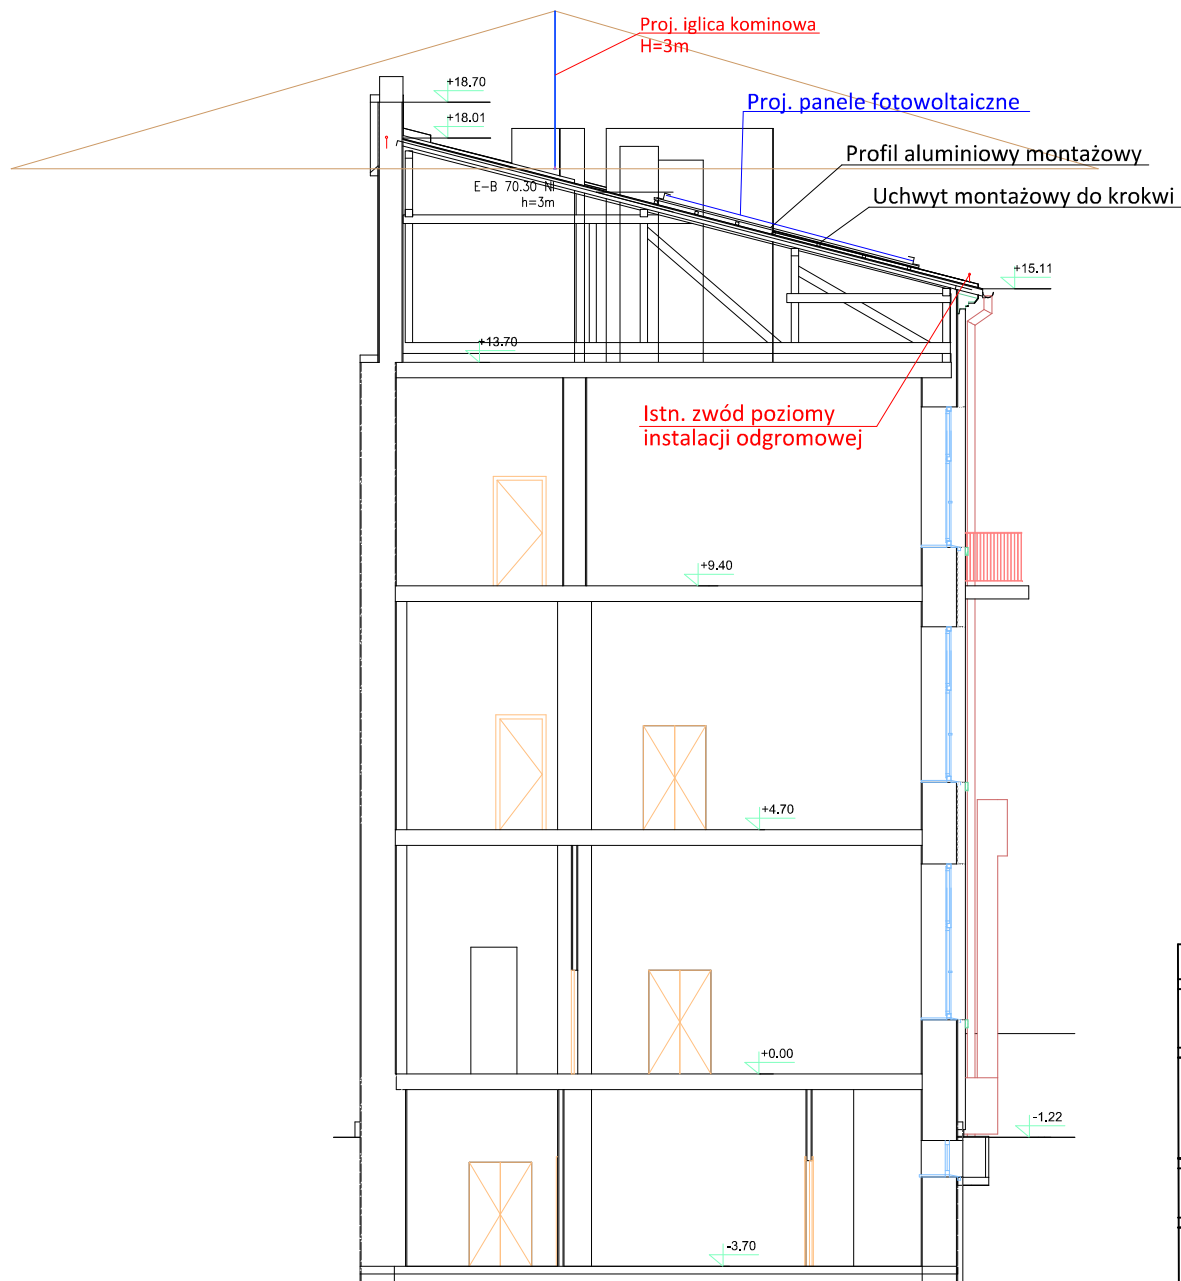 Proj. iglica kominowa
H=3m
+18.70
Proj. panele fotowoltaiczne
+18.01
Profil aluminiowy montażowy
E-B 70.30 NI
h=3m
Uchwyt montażowy do krokwi
+15.11
+13.70
Istn. zwód poziomy
instalacji odgromowej
+9.40
+4.70
+0.00
-1.22
-3.70